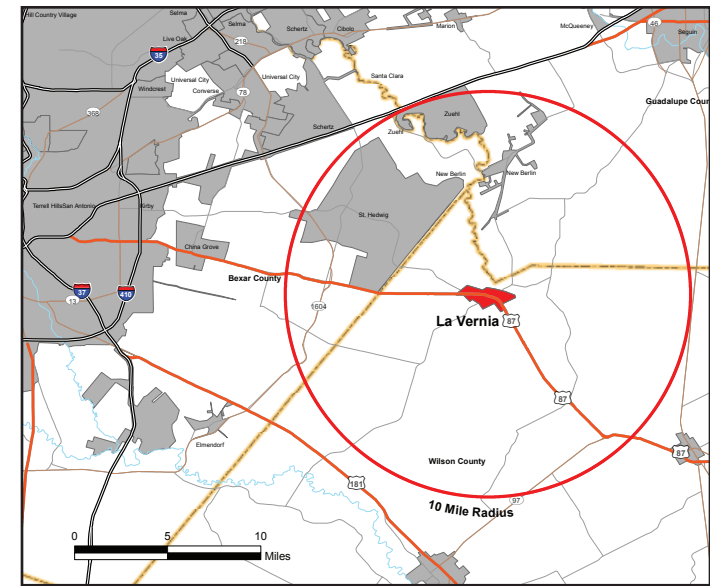 Hill Country Village
Selma
Selma
Schertz
Cibolo
Marion
McQueeney
46
Seguin
Live Oak
218
35
Santa Clara
Universal City
Universal City
Windcrest
Converse
78
Guadalupe Coun
368
Schertz
Zuehl
Zuehl
New Berlin
New Berlin
Terrell Hills
San Antonio
Kirby
St. Hedwig
China Grove
Bexar County
37
410
13
1604
La Vernia
87
87
Elmendorf
87
Wilson County
181
97
10 Mile Radius
0 5 10
Miles